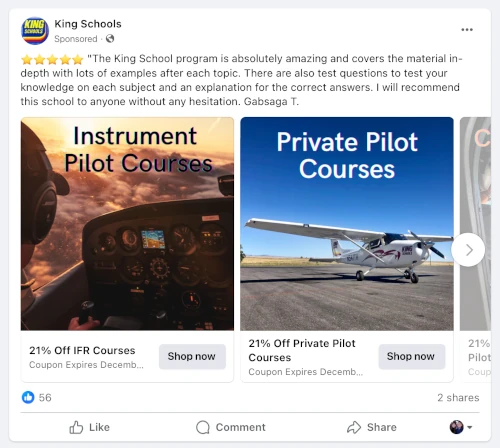 KING
SCHOOLS
King Schools
Sponsored ·
"The King School program is absolutely amazing and covers the material in-
depth with lots of examples after each topic. There are also test questions to test your
knowledge on each subject and an explanation for the correct answers. I will recommend
this school to anyone without any hesitation. Gabsaga T.
Instrument
Pilot Courses
Private Pilot
Courses
C
21% Off IFR Courses
Coupon Expires Decemb...
Shop now
21% Off Private Pilot
Courses
Coupon Expires Decemb...
Shop now
21%
Pilot
Coup
56
2 shares
Like
Comment
Share